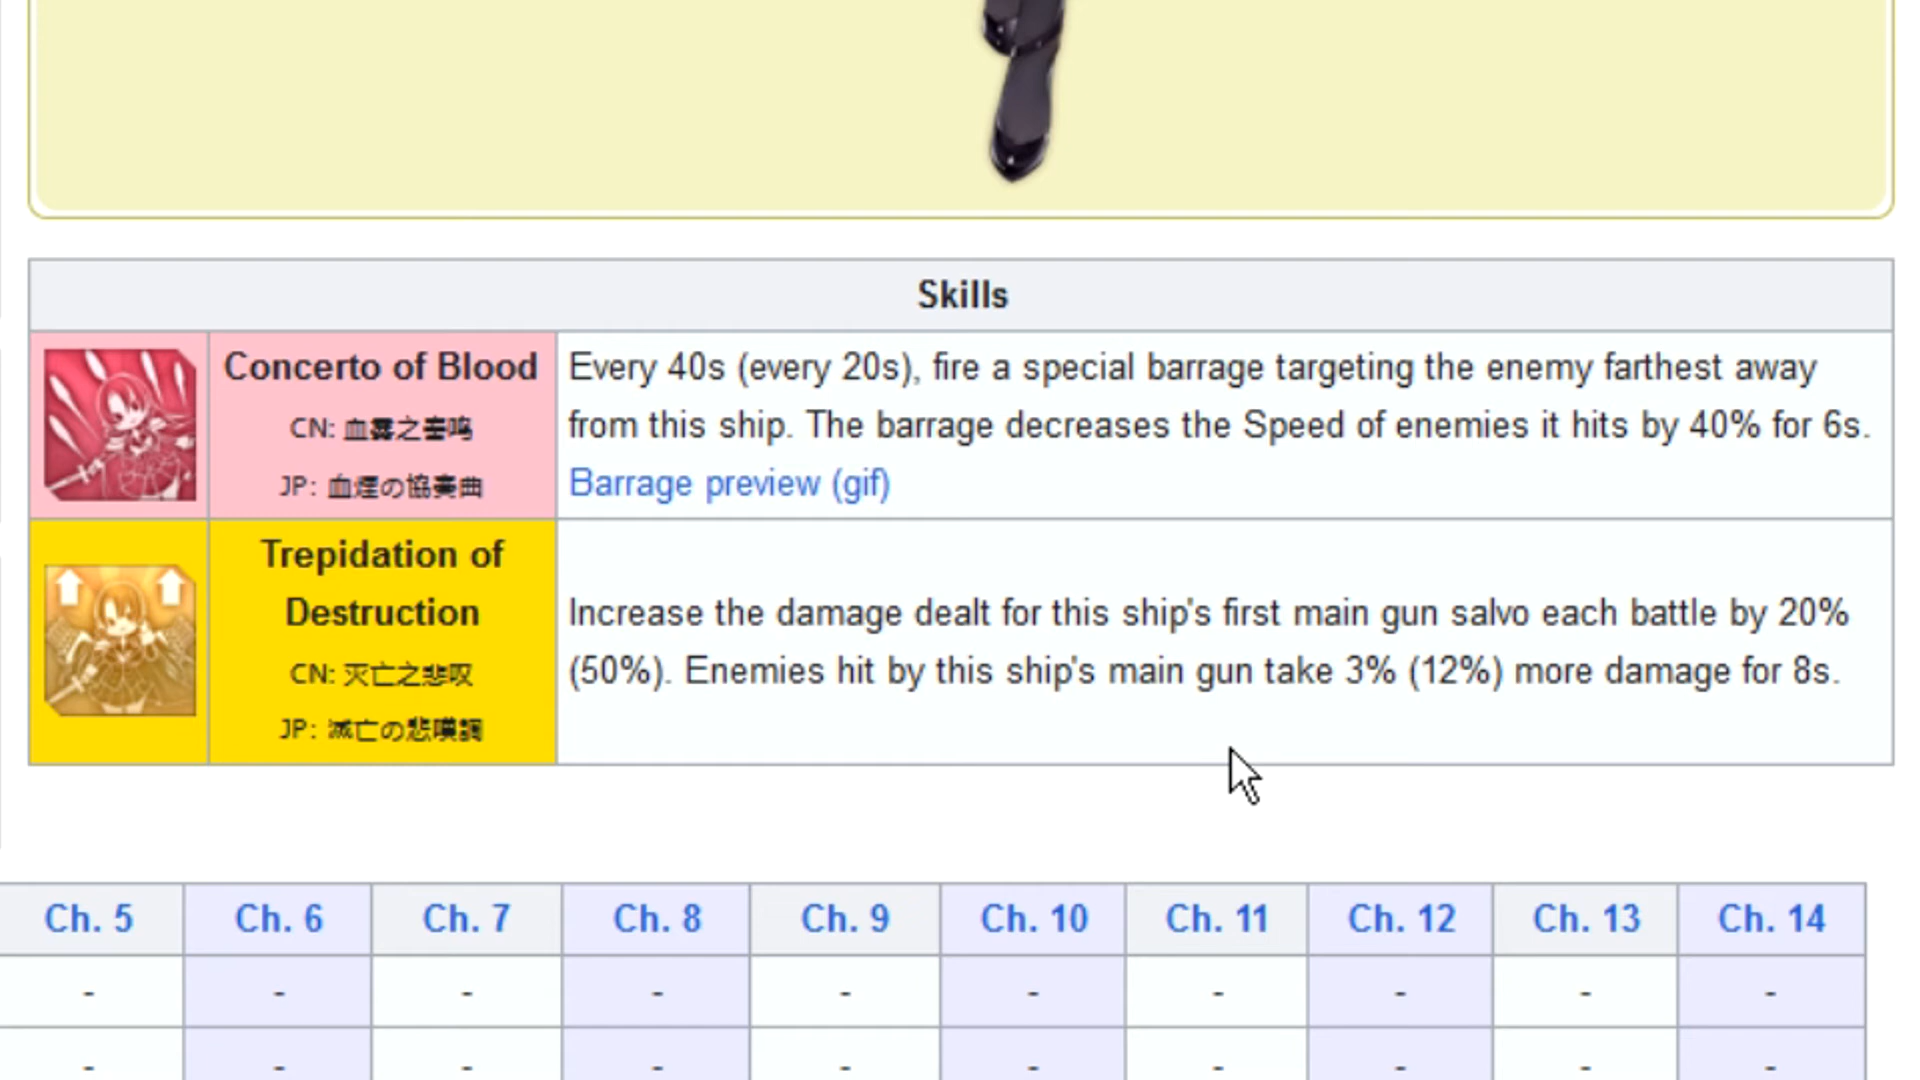 Skills
Concerto of Blood
CN: 血雾之奏鸣
JP: 血煙の協奏曲
Every 40s (every 20s), fire a special barrage targeting the enemy farthest away
from this ship. The barrage decreases the Speed of enemies it hits by 40% for 6s.
Barrage preview (gif)
Trepidation of
Destruction
CN: 灭亡之悲叹
JP: 滅亡の悲嘆調
Increase the damage dealt for this ship's first main gun salvo each battle by 20%
(50%). Enemies hit by this ship's main gun take 3% (12%) more damage for 8s.
Ch. 5 Ch. 6 Ch. 7 Ch. 8 Ch. 9 Ch. 10 Ch. 11 Ch. 12 Ch. 13 Ch. 14
- - - - - - - - - -
- - - - - - - - - -